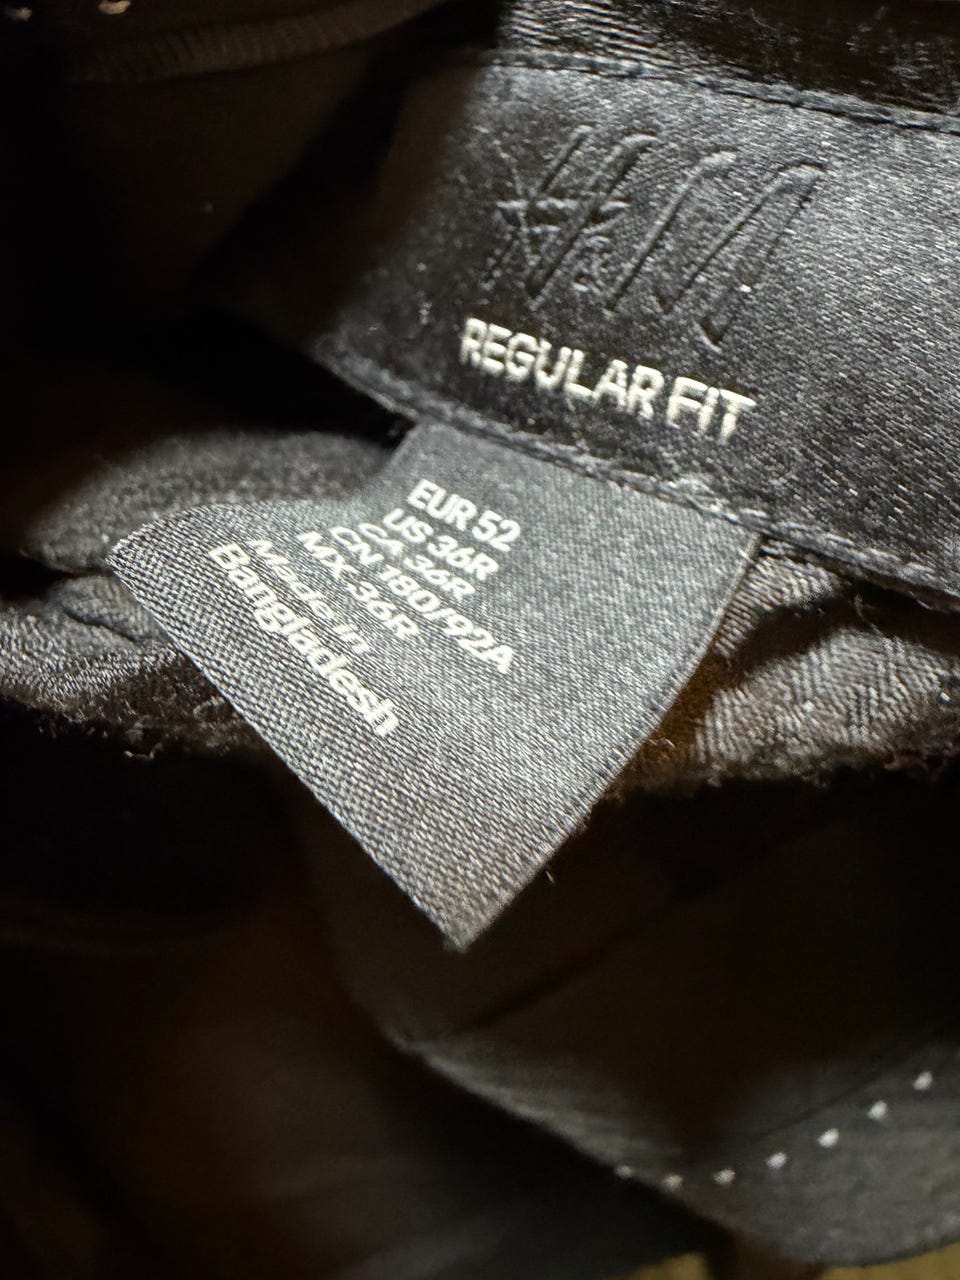 H&M
REGULAR FIT
EUR 52
US 36R
CA 36R
CN 180/92A
MX 36R
Made in
Bangladesh